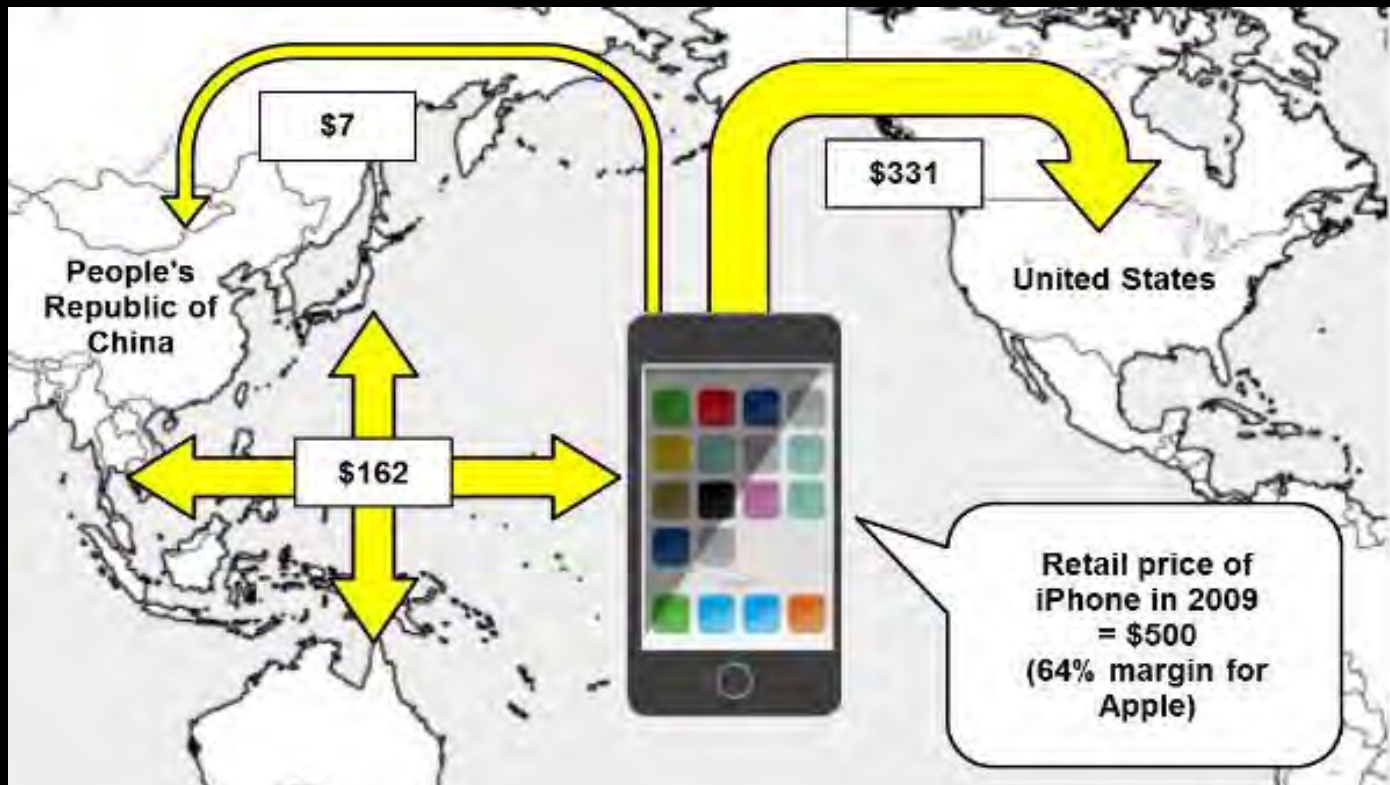 $7
$331
People's
Republic of
China
United States
$162
Retail price of
iPhone in 2009
= $500
(64% margin for
Apple)